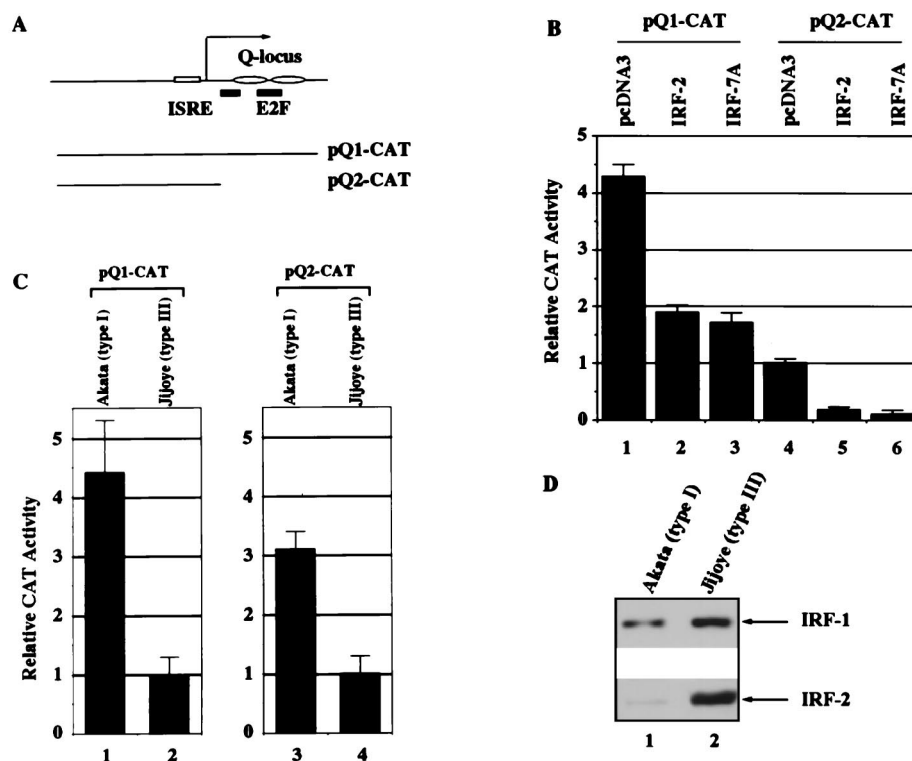 A
Q-locus
ISRE
E2F
pQ1-CAT
pQ2-CAT
B
pQ1-CAT
pQ2-CAT
pcDNA3
IRF-2
IRF-7A
pcDNA3
IRF-2
IRF-7A
Relative CAT Activity
5
4
3
2
1
0
1 2 3 4 5 6
C
pQ1-CAT
pQ2-CAT
Akata (type I)
Jijoye (type III)
Akata (type I)
Jijoye (type III)
Relative CAT Activity
5
4
3
2
1
0
1 2
5
4
3
2
1
0
3 4
D
Akata (type I)
Jijoye (type III)
IRF-1
IRF-2
1 2